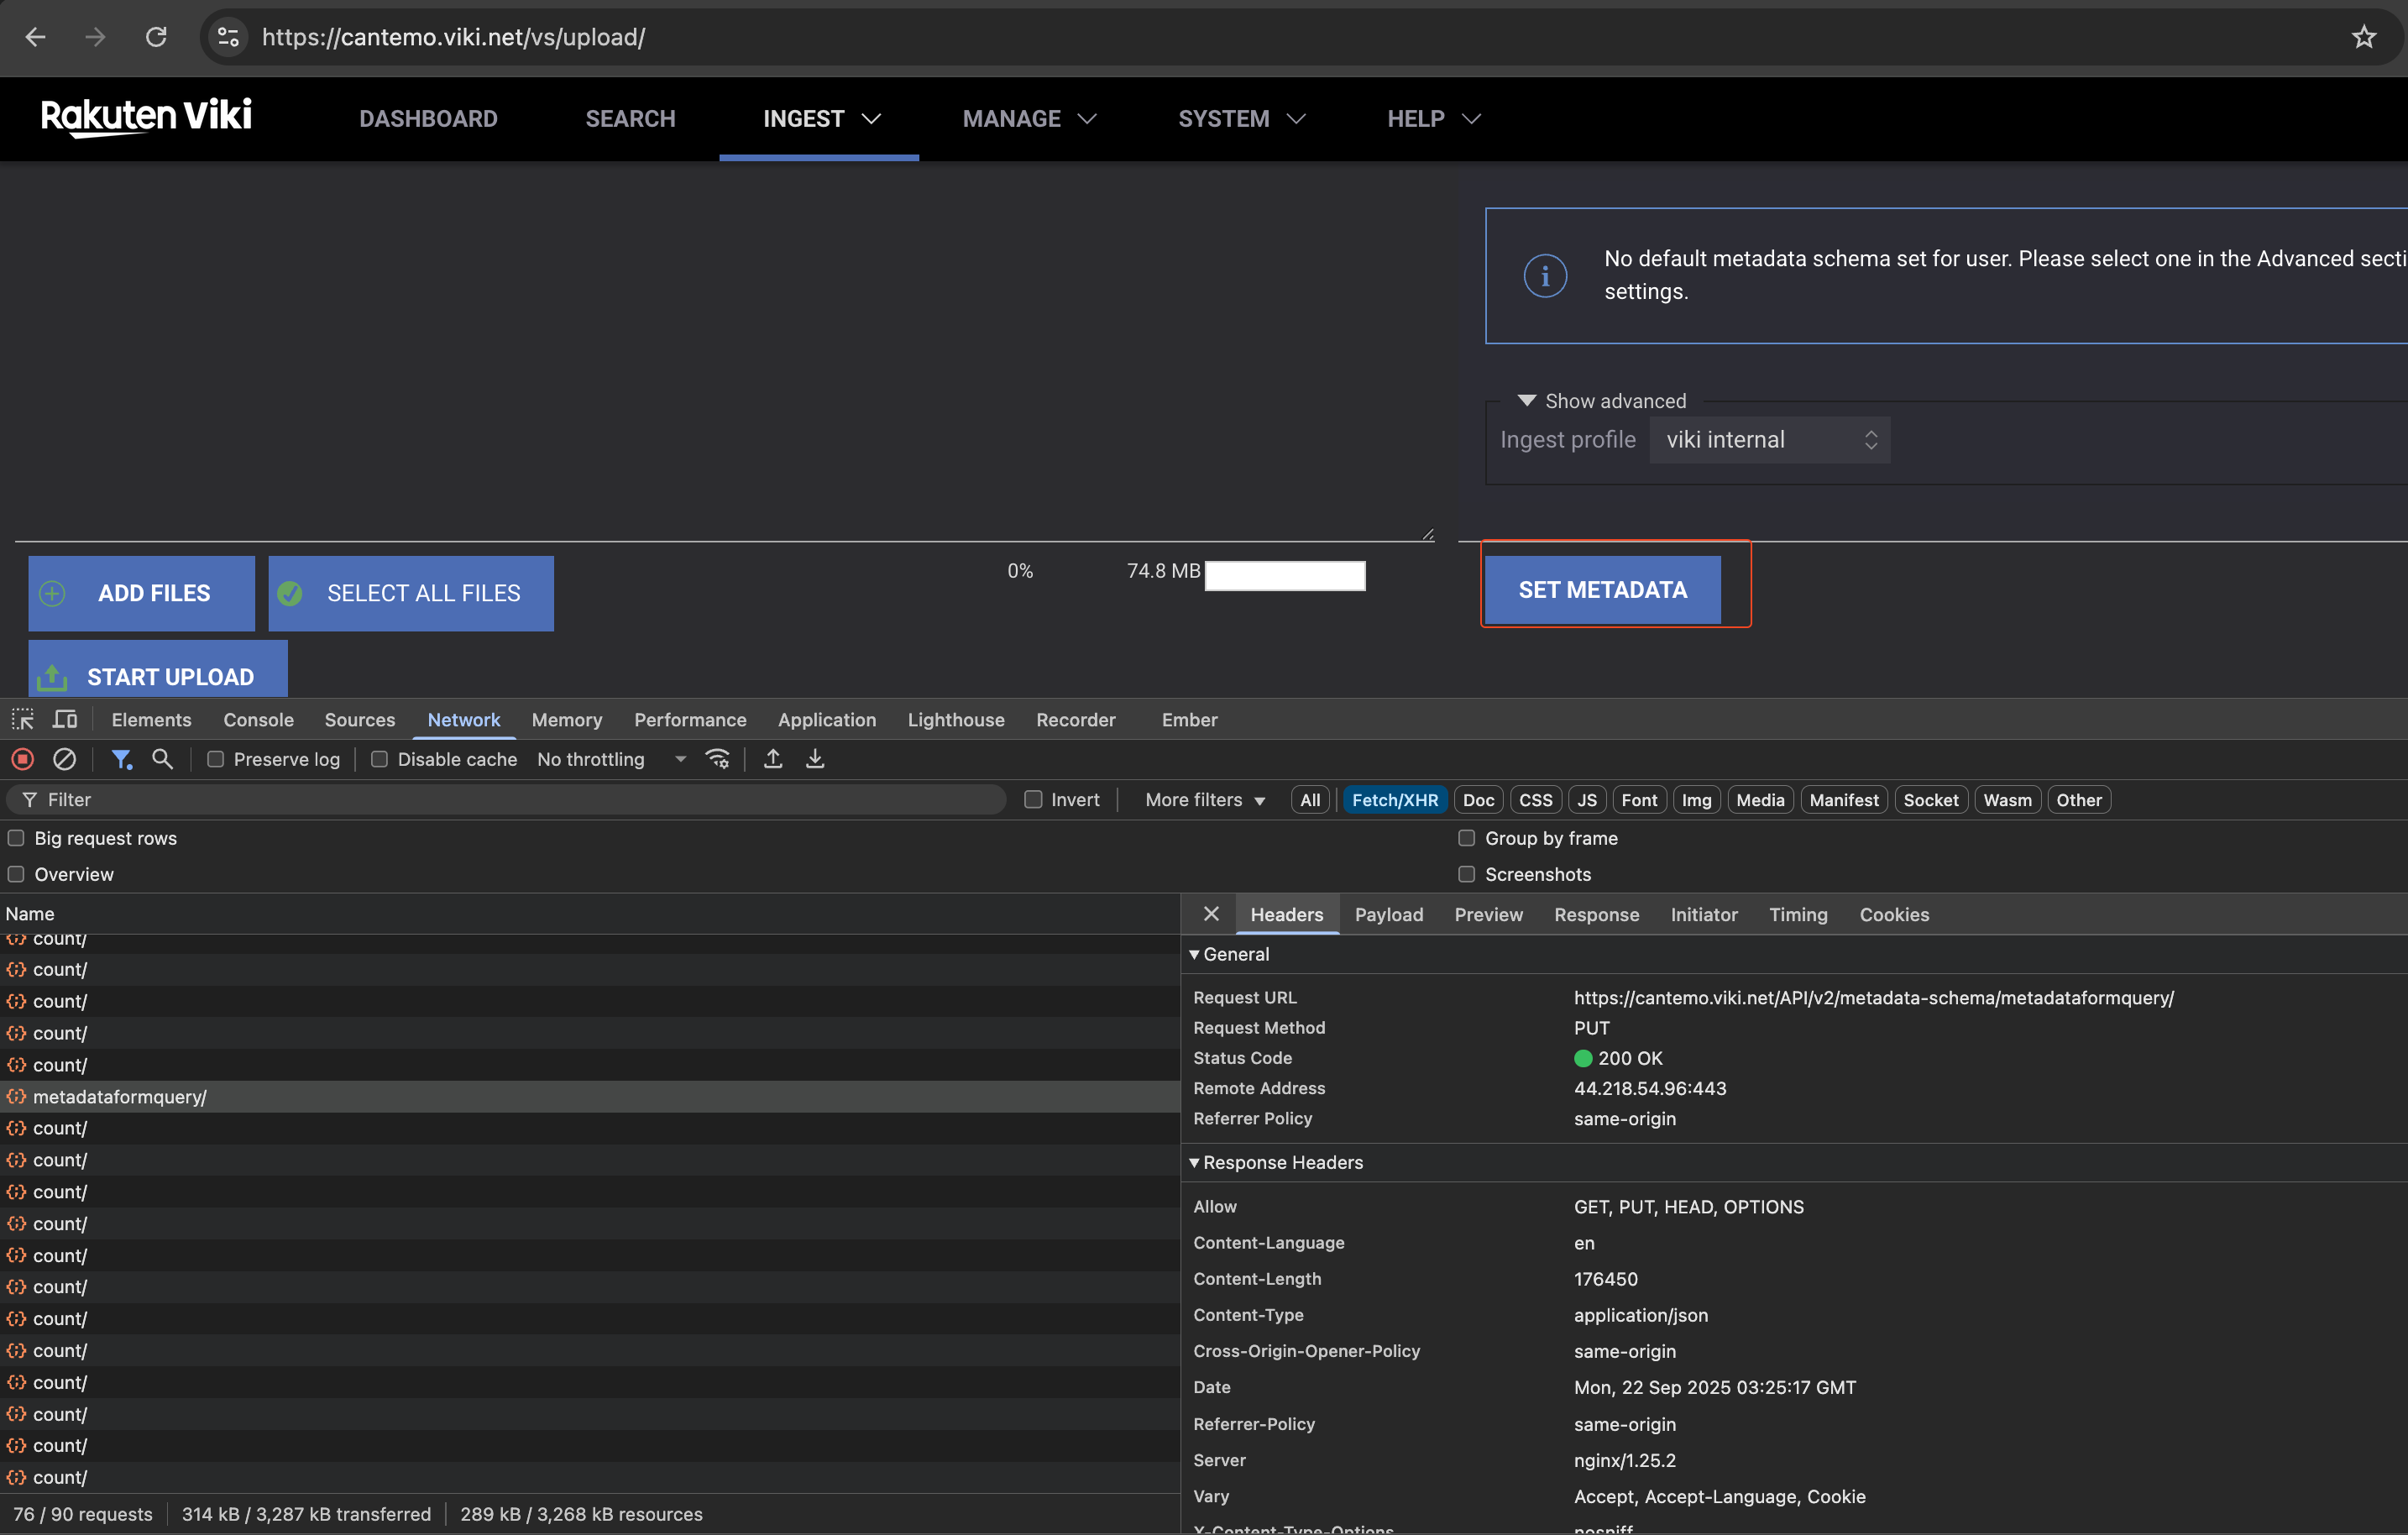 https://cantemo.viki.net/vs/upload/
Rakuten Viki
DASHBOARD
SEARCH
INGEST
MANAGE
SYSTEM
HELP
No default metadata schema set for user. Please select one in the Advanced secti
settings.
Show advanced
Ingest profile
viki internal
ADD FILES
SELECT ALL FILES
0%
74.8 MB
SET METADATA
START UPLOAD
Elements
Console
Sources
Network
Memory
Performance
Application
Lighthouse
Recorder
Ember
Preserve log
Disable cache
No throttling
Filter
Invert
More filters
All
Fetch/XHR
Doc
CSS
JS
Font
Img
Media
Manifest
Socket
Wasm
Other
Big request rows
Group by frame
Overview
Screenshots
Name
count/
count/
count/
count/
count/
metadataformquery/
count/
count/
count/
count/
count/
count/
count/
count/
count/
count/
count/
count/
76 / 90 requests
314 kB / 3,287 kB transferred
289 kB / 3,268 kB resources
Headers
Payload
Preview
Response
Initiator
Timing
Cookies
General
Request URL
https://cantemo.viki.net/API/v2/metadata-schema/metadataformquery/
Request Method
PUT
Status Code
200 OK
Remote Address
44.218.54.96:443
Referrer Policy
same-origin
Response Headers
Allow
GET, PUT, HEAD, OPTIONS
Content-Language
en
Content-Length
176450
Content-Type
application/json
Cross-Origin-Opener-Policy
same-origin
Date
Mon, 22 Sep 2025 03:25:17 GMT
Referrer-Policy
same-origin
Server
nginx/1.25.2
Vary
Accept, Accept-Language, Cookie
X-Content-Type-Options
nosniff